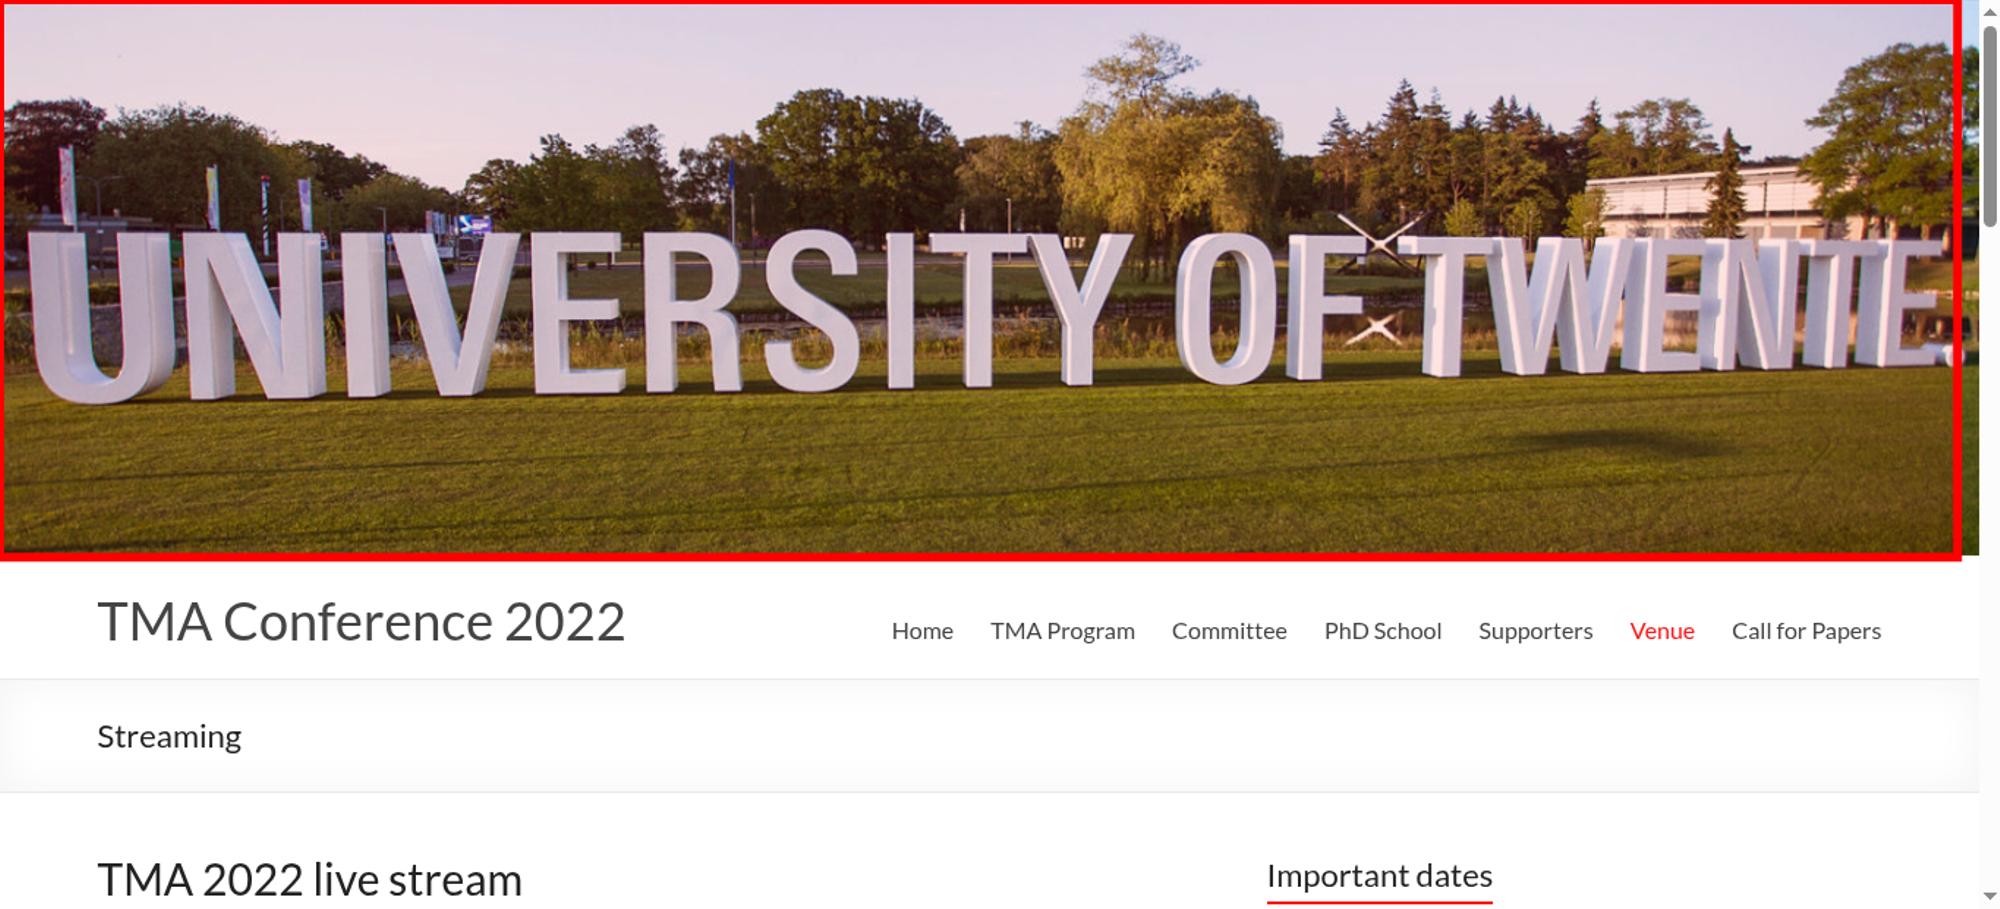 UNIVERSITY OF TWENTE.
TMA Conference 2022
Home TMA Program Committee PhD School Supporters Venue Call for Papers
Streaming
TMA 2022 live stream
Important dates